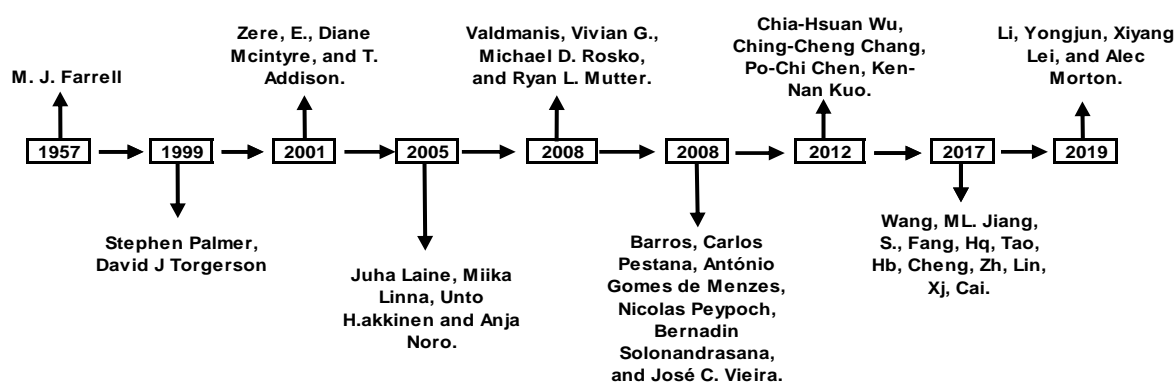 M. J. Farrell
Zere, E., Diane
Mcintyre, and T.
Addison.
Valdmanis, Vivian G.,
Michael D. Rosko,
and Ryan L. Mutter.
Chia-Hsuan Wu,
Ching-Cheng Chang,
Po-Chi Chen, Ken-
Nan Kuo.
Li, Yongjun, Xiyang
Lei, and Alec
Morton.
1957
1999
2001
2005
2008
2008
2012
2017
2019
Stephen Palmer,
David J Torgerson
Juha Laine, Miika
Linna, Unto
H.akkinen and Anja
Noro.
Barros, Carlos
Pestana, António
Gomes de Menzes,
Nicolas Peypoch,
Bernadin
Solonandrasana,
and José C. Vieira.
Wang, ML. Jiang,
S., Fang, Hq, Tao,
Hb, Cheng, Zh, Lin,
Xj, Cai.